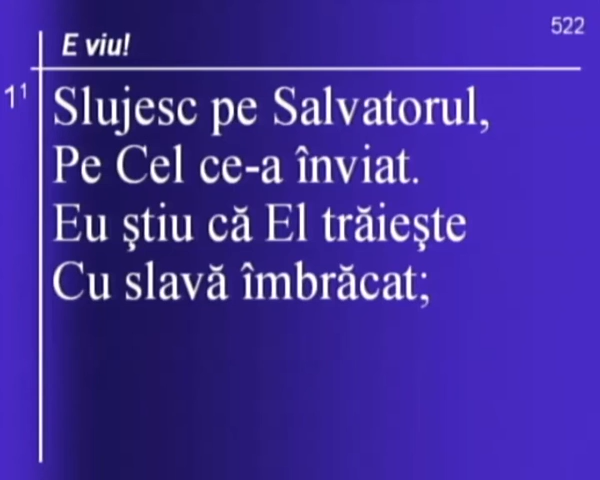 522
E viu!
1¹ Slujesc pe Salvatorul,
Pe Cel ce-a înviat.
Eu ştiu că El trăieşte
Cu slavă îmbrăcat;